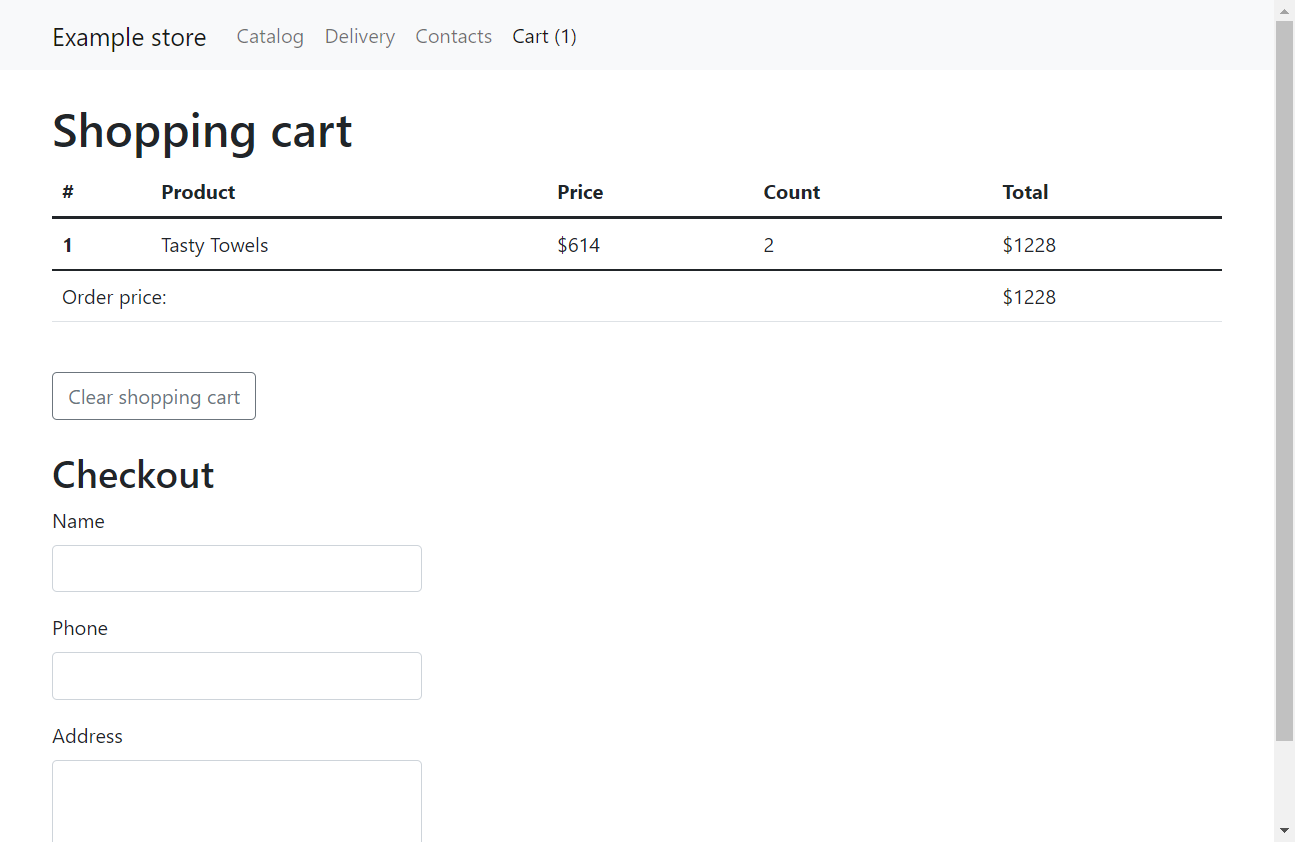 Example store Catalog Delivery Contacts Cart (1)
Shopping cart
# Product Price Count Total
1 Tasty Towels $614 2 $1228
Order price: $1228
Clear shopping cart
Checkout
Name
Phone
Address